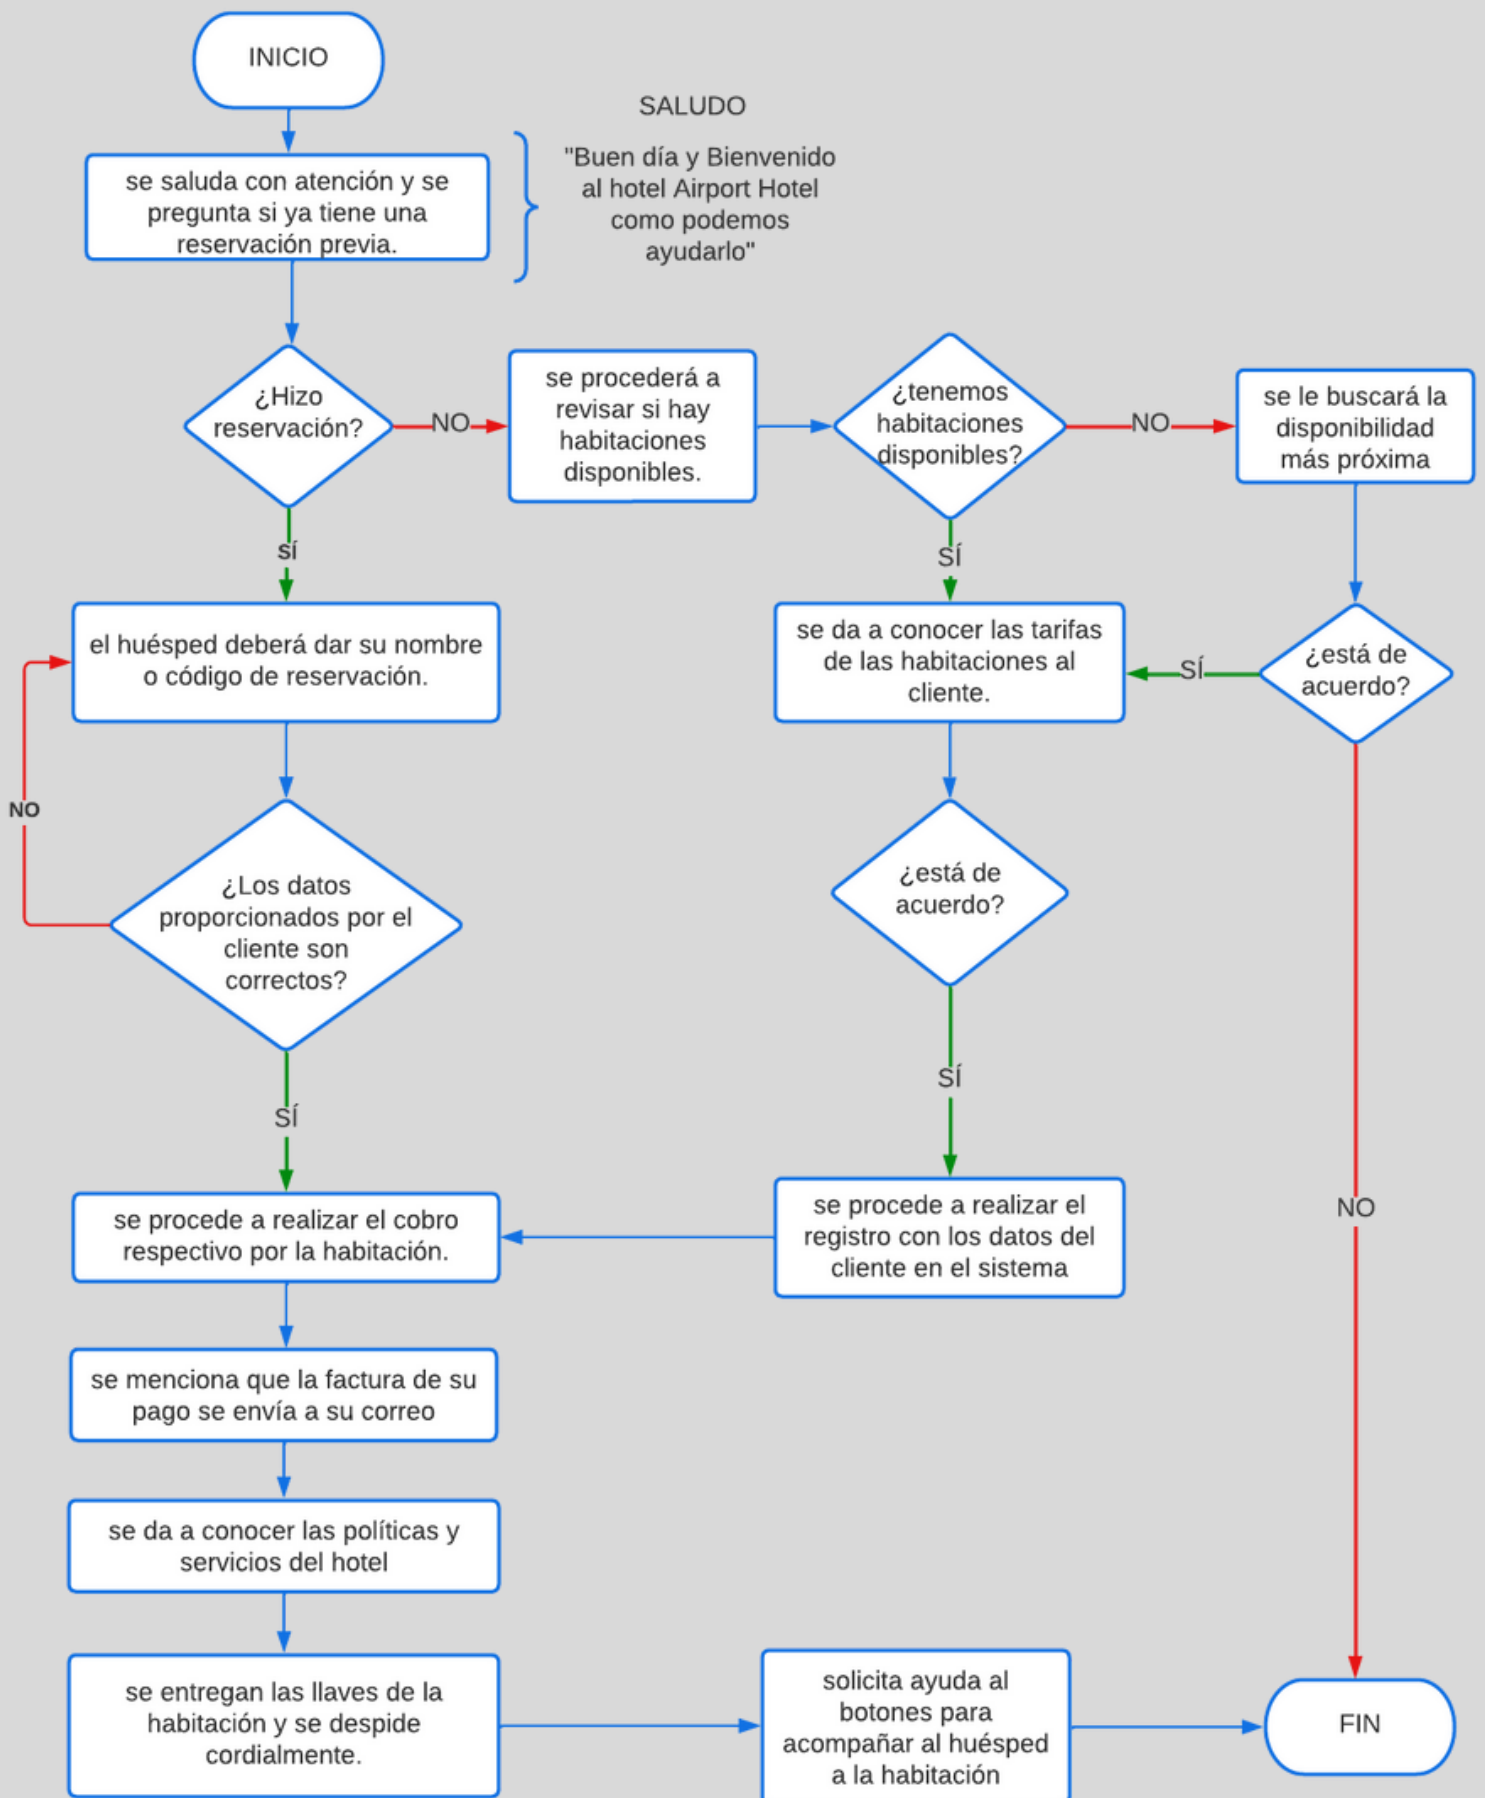 INICIO
SALUDO
"Buen día y Bienvenido
al hotel Airport Hotel
como podemos
ayudarlo"
se saluda con atención y se
pregunta si ya tiene una
reservación previa.
¿Hizo
reservación?
NO
se procederá a
revisar si hay
habitaciones
disponibles.
¿tenemos
habitaciones
disponibles?
NO
se le buscará la
disponibilidad
más próxima
sí
SÍ
el huésped deberá dar su nombre
o código de reservación.
se da a conocer las tarifas
de las habitaciones al
cliente.
SÍ
¿está de
acuerdo?
NO
¿Los datos
proporcionados por el
cliente son
correctos?
¿está de
acuerdo?
SÍ
SÍ
NO
se procede a realizar el cobro
respectivo por la habitación.
se procede a realizar el
registro con los datos del
cliente en el sistema
se menciona que la factura de su
pago se envía a su correo
se da a conocer las políticas y
servicios del hotel
se entregan las llaves de la
habitación y se despide
cordialmente.
solicita ayuda al
botones para
acompañar al huésped
a la habitación
FIN